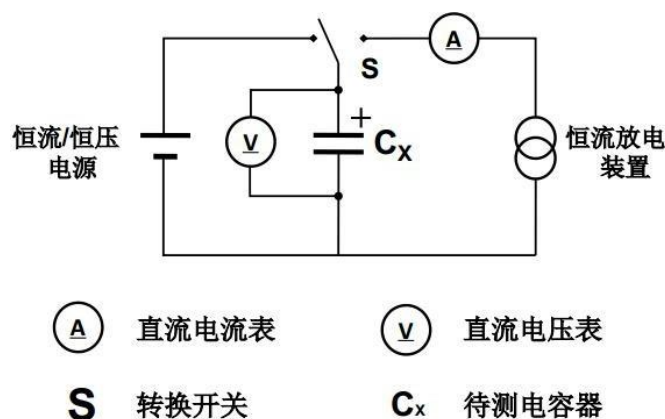 A
S
恒流/恒压
电源
V
+
Cx
恒流放电
装置
A 直流电流表
V 直流电压表
S 转换开关
Cx 待测电容器